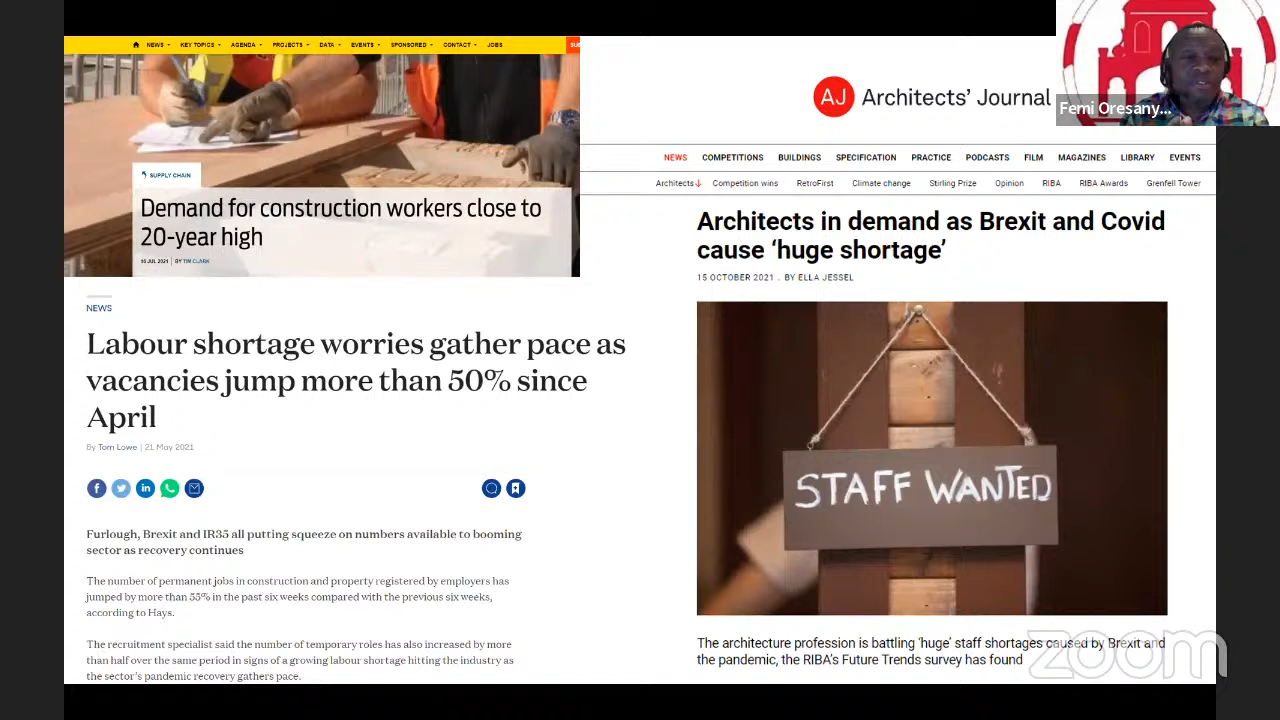 NEWS KEY TOPICS AGENDA PROJECTS DATA EVENTS SPONSORED CONTACT JOBS
SUPPLY CHAIN
Demand for construction workers close to
20-year high
16 JUL 2021 | BY TIM CLARK
NEWS
Labour shortage worries gather pace as
vacancies jump more than 50% since
April
By Tom Lowe | 21 May 2021
Furlough, Brexit and IR35 all putting squeeze on numbers available to booming
sector as recovery continues
The number of permanent jobs in construction and property registered by employers has
jumped by more than 55% in the past six weeks compared with the previous six weeks,
according to Hays.
The recruitment specialist said the number of temporary roles has also increased by more
than half over the same period in signs of a growing labour shortage hitting the industry as
the sector's pandemic recovery gathers pace.
AJ Architects' Journal
Femi Oresany...
NEWS COMPETITIONS BUILDINGS SPECIFICATION PRACTICE PODCASTS FILM MAGAZINES LIBRARY EVENTS
Architects Competition wins RetroFirst Climate change Stirling Prize Opinion RIBA RIBA Awards Grenfell Tower
Architects in demand as Brexit and Covid
cause 'huge shortage'
15 OCTOBER 2021 . BY ELLA JESSEL
STAFF WANTED
The architecture profession is battling 'huge' staff shortages caused by Brexit and
the pandemic, the RIBA's Future Trends survey has found
zoom